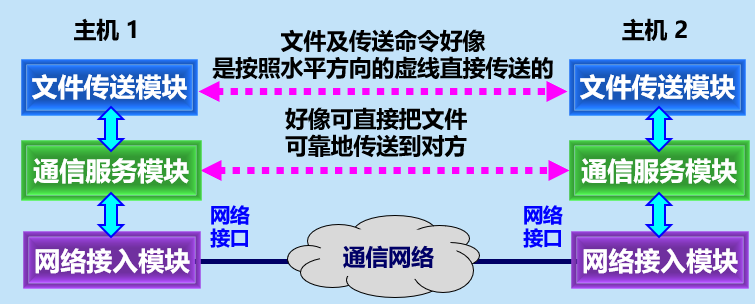 主机 1
主机 2
文件及传送命令好像
是按照水平方向的虚线直接传送的
文件传送模块
文件传送模块
好像可直接把文件
可靠地传送到对方
通信服务模块
通信服务模块
网络
接口
网络
接口
网络接入模块
通信网络
网络接入模块